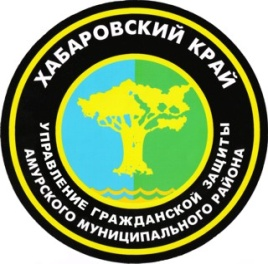 ХАБАРОВСКИЙ КРАЙ
УПРАВЛЕНИЕ ГРАЖДАНСКОЙ ЗАЩИТЫ
АМУРСКОГО МУНИЦИПАЛЬНОГО РАЙОНА